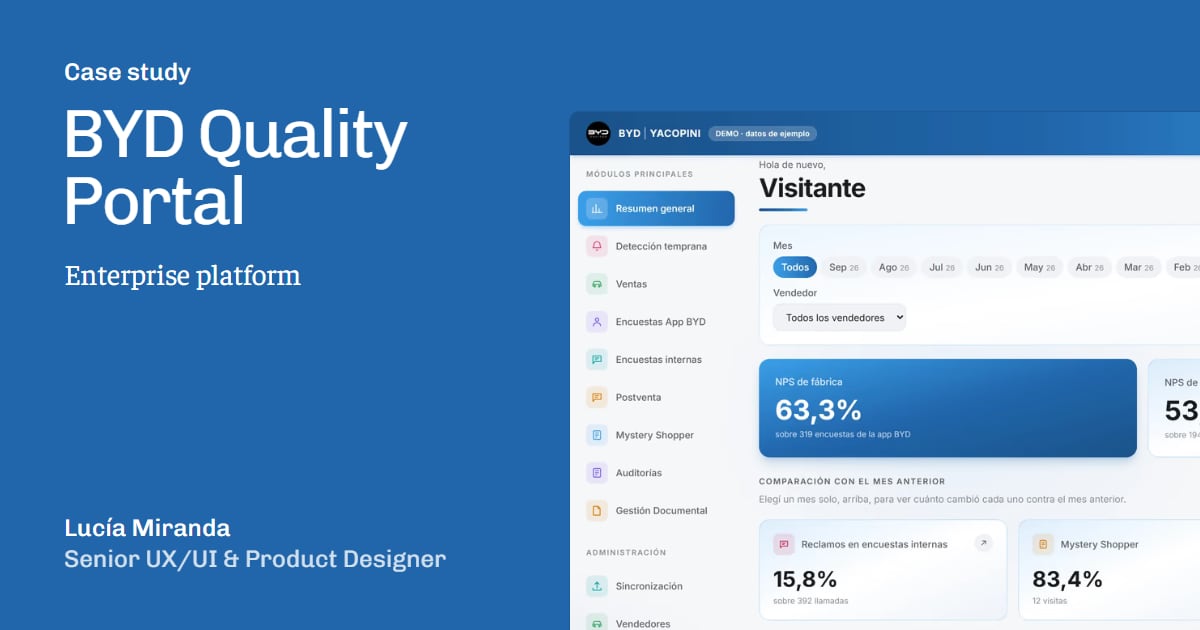 Case study
BYD Quality
Portal
Enterprise platform
Lucía Miranda
Senior UX/UI & Product Designer
BYD
BYD | YACOPINI
DEMO · datos de ejemplo
MÓDULOS PRINCIPALES
Resumen general
Detección temprana
Ventas
Encuestas App BYD
Encuestas internas
Postventa
Mystery Shopper
Auditorías
Gestión Documental
ADMINISTRACIÓN
Sincronización
Vendedores
Hola de nuevo,
Visitante
Mes
Todos Sep 26 Ago 26 Jul 26 Jun 26 May 26 Abr 26 Mar 26 Feb
Vendedor
Todos los vendedores
NPS de fábrica
63,3%
sobre 319 encuestas de la app BYD
NPS de
53,
sobre 194
COMPARACIÓN CON EL MES ANTERIOR
Elegí un mes solo, arriba, para ver cuánto cambió cada uno contra el mes anterior.
Reclamos en encuestas internas
15,8%
sobre 392 llamadas
Mystery Shopper
83,4%
12 visitas